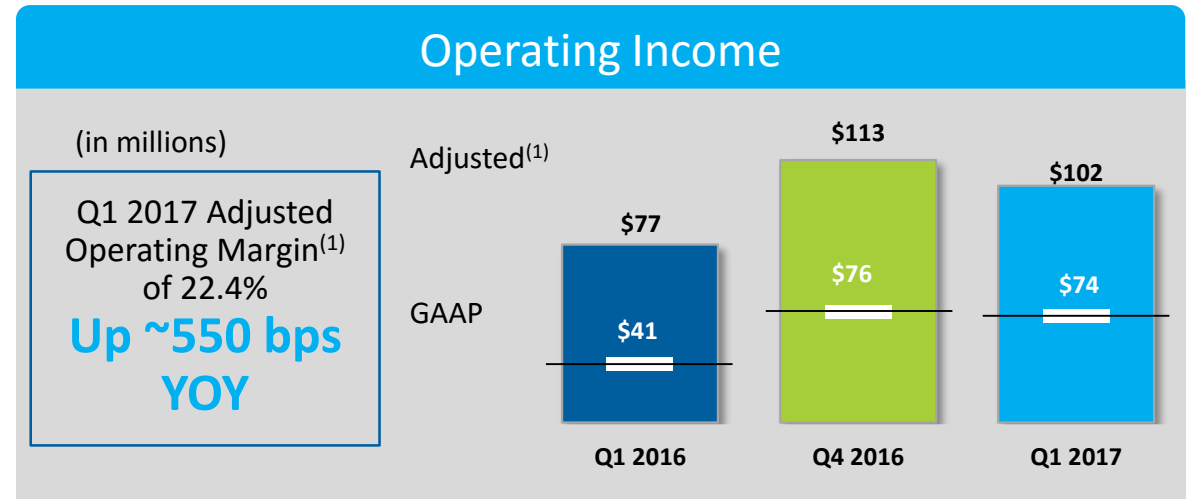 Operating Income
(in millions)
Q1 2017 Adjusted
Operating Margin(1)
of 22.4%
Up ~550 bps
YOY
Adjusted(1)
GAAP
$77
$41
Q1 2016
$113
$76
Q4 2016
$102
$74
Q1 2017